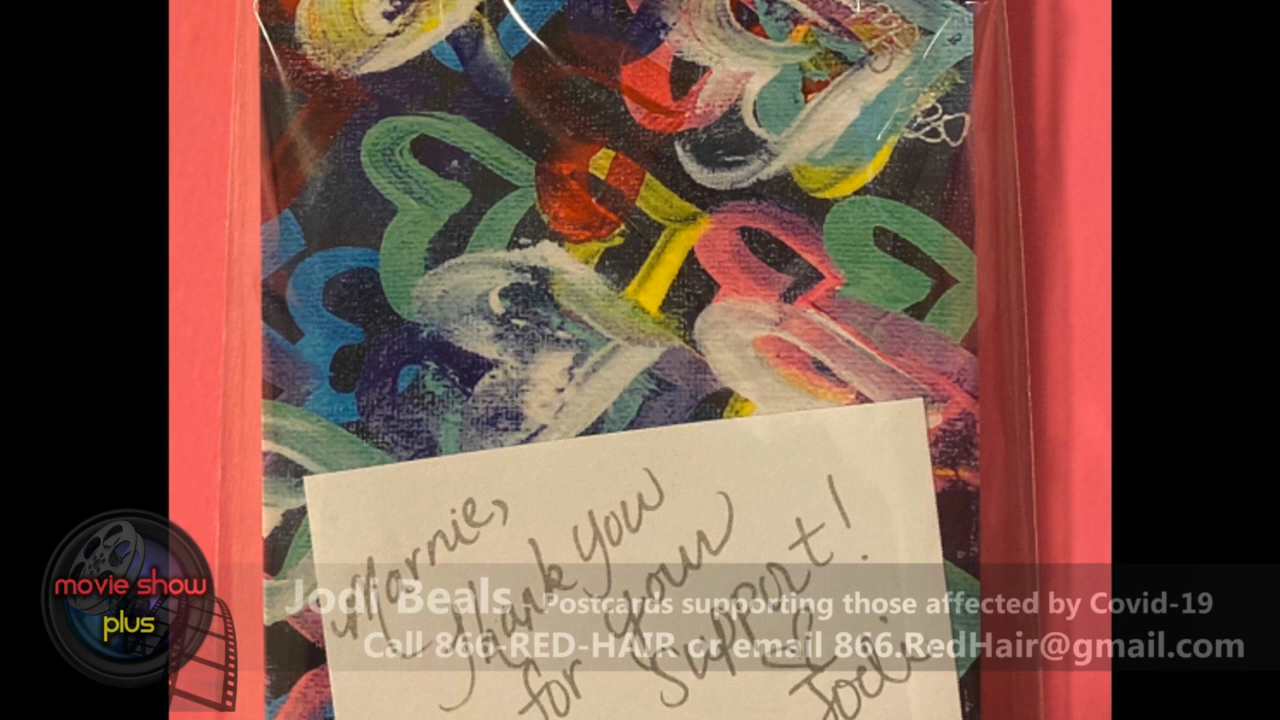 Marnie,
Thank you
for your
support!
Jodi
movie show
plus
Jodi Beals - Postcards supporting those affected by Covid-19
Call 866-RED-HAIR or email 866.RedHair@gmail.com